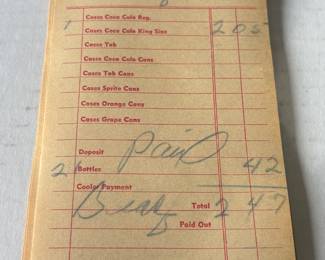 Cases Coca Cola Reg.
1 Cases Coca Cola King Size 2 05
Cases Tab
Cases Coca Cola Cans
Cases Tab Cans
Cases Sprite Cans
Cases Orange Cans
Cases Grape Cans
Deposit Paid
21 Bottles 42
Cooler Payment
Total 2 47
Paid Out